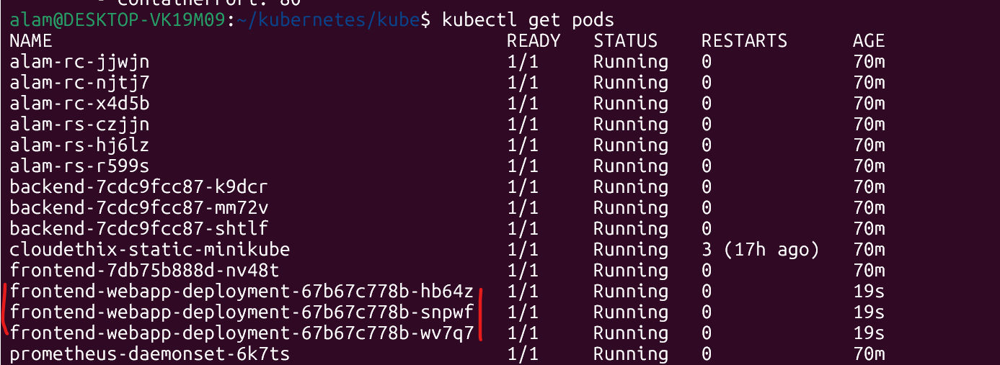 - containerPort: 80
alam@DESKTOP-VK19M09:~/kubernetes/kube$ kubectl get pods
NAME READY STATUS RESTARTS AGE
alam-rc-jjwjn 1/1 Running 0 70m
alam-rc-njtj7 1/1 Running 0 70m
alam-rc-x4d5b 1/1 Running 0 70m
alam-rs-czjjn 1/1 Running 0 70m
alam-rs-hj6lz 1/1 Running 0 70m
alam-rs-r599s 1/1 Running 0 70m
backend-7cdc9fcc87-k9dcr 1/1 Running 0 70m
backend-7cdc9fcc87-mm72v 1/1 Running 0 70m
backend-7cdc9fcc87-shtlf 1/1 Running 0 70m
cloudethix-static-minikube 1/1 Running 3 (17h ago) 70m
frontend-7db75b888d-nv48t 1/1 Running 0 70m
frontend-webapp-deployment-67b67c778b-hb64z 1/1 Running 0 19s
frontend-webapp-deployment-67b67c778b-snpwf 1/1 Running 0 19s
frontend-webapp-deployment-67b67c778b-wv7q7 1/1 Running 0 19s
prometheus-daemonset-6k7ts 1/1 Running 0 70m